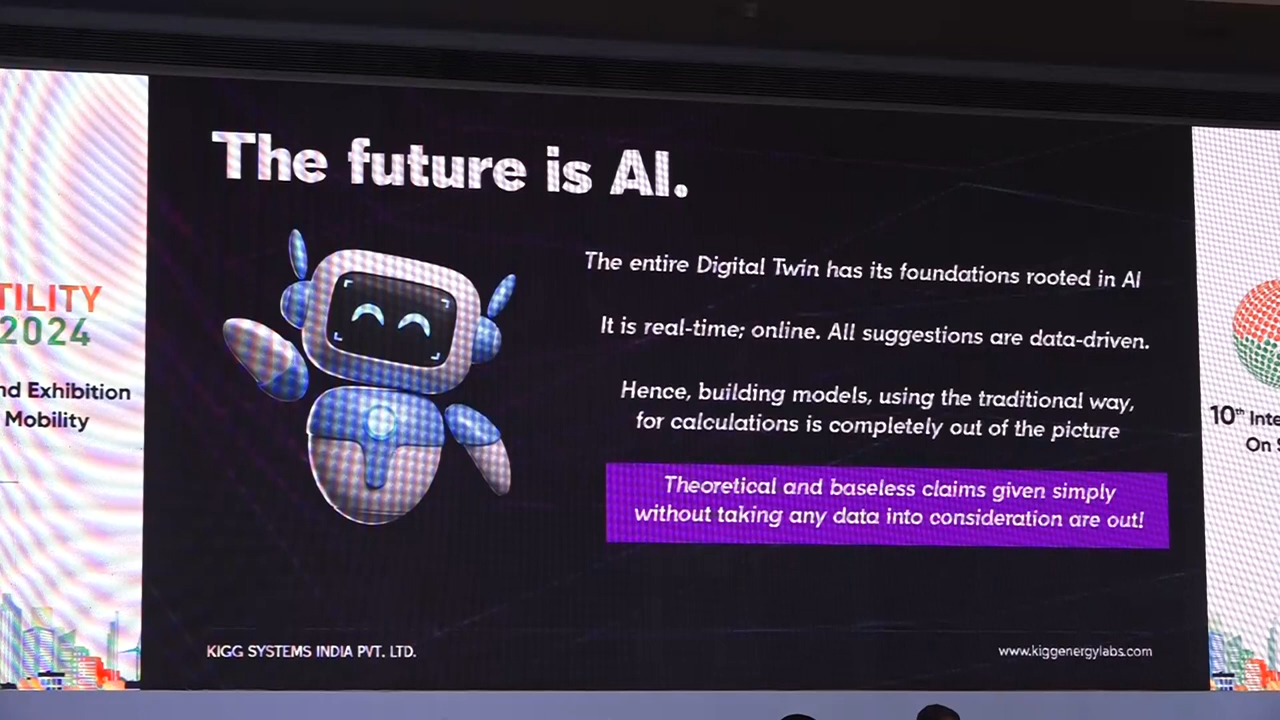 The future is AI.
The entire Digital Twin has its foundations rooted in AI
It is real-time; online. All suggestions are data-driven.
Hence, building models, using the traditional way,
for calculations is completely out of the picture
Theoretical and baseless claims given simply
without taking any data into consideration are out!
KIGG SYSTEMS INDIA PVT. LTD.
www.kiggenergylabs.com
TILITY
2024
nd Exhibition
Mobility
10th Inte
On S